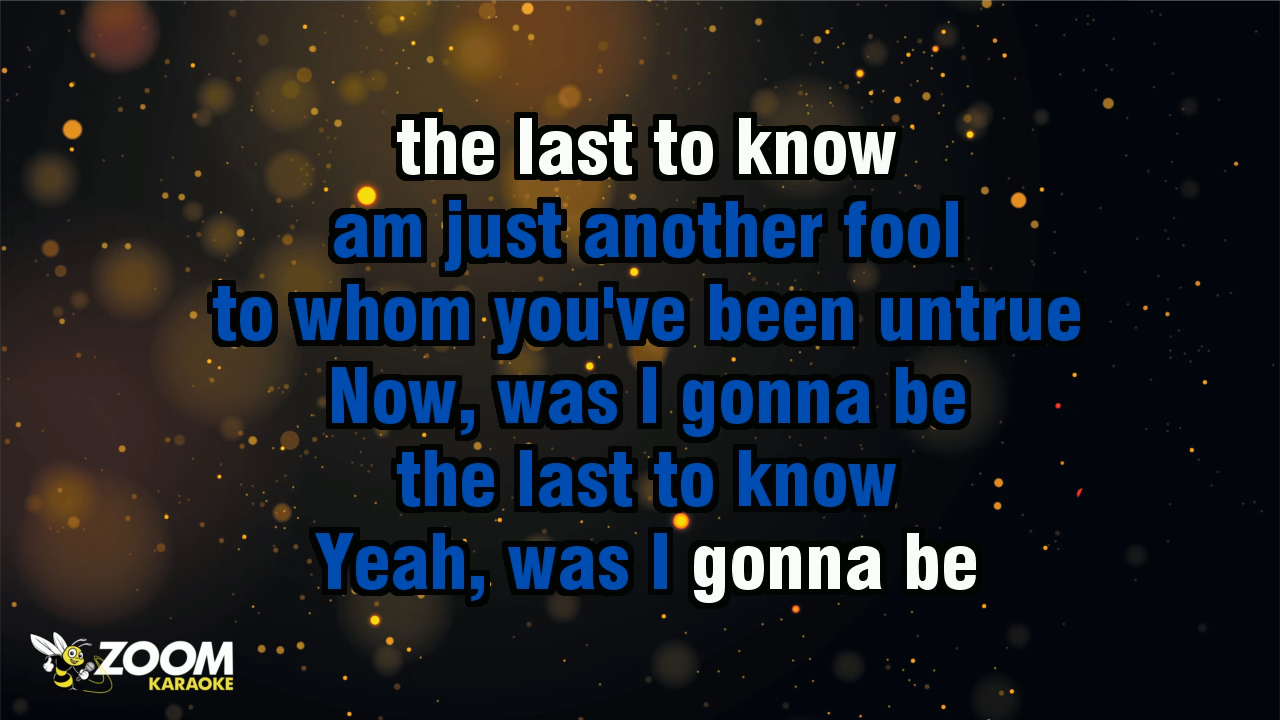 the last to know
am just another fool
to whom you've been untrue
Now, was I gonna be
the last to know
Yeah, was I gonna be
ZOOM
KARAOKE